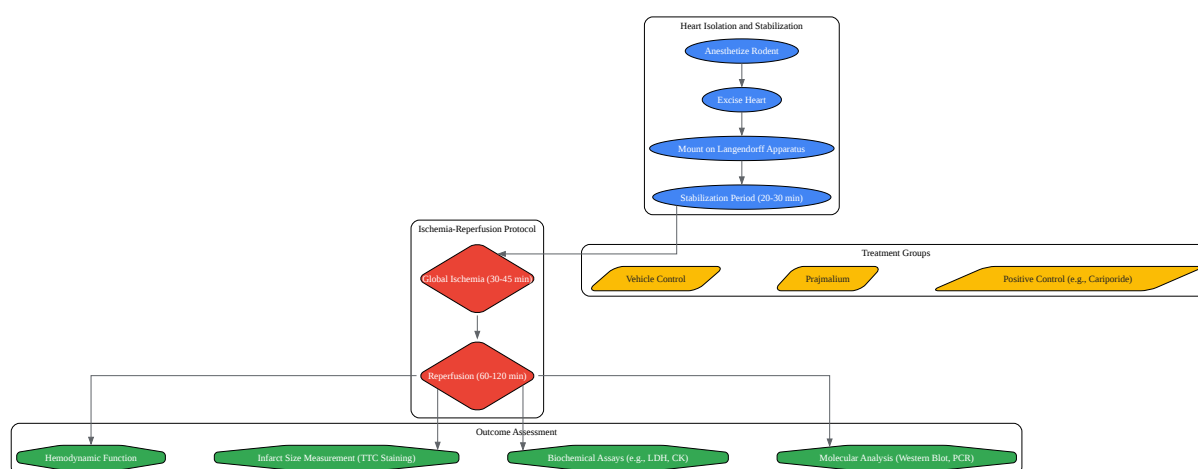 Heart Isolation and Stabilization
Anesthetize Rodent
Excise Heart
Mount on Langendorff Apparatus
Stabilization Period (20-30 min)
Ischemia-Reperfusion Protocol
Global Ischemia (30-45 min)
Reperfusion (60-120 min)
Treatment Groups
Vehicle Control
Prajmalium
Positive Control (e.g., Cariporide)
Outcome Assessment
Hemodynamic Function
Infarct Size Measurement (TTC Staining)
Biochemical Assays (e.g., LDH, CK)
Molecular Analysis (Western Blot, PCR)